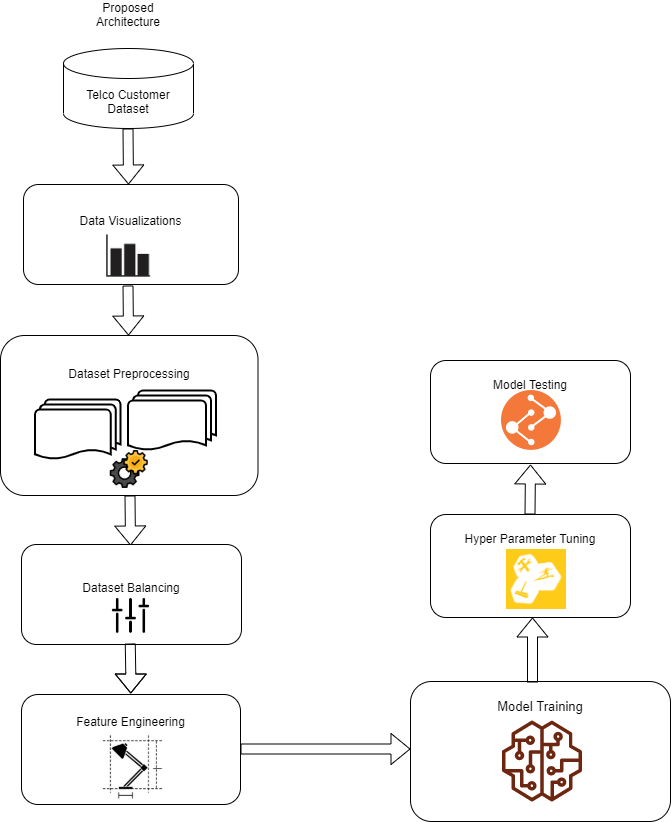 Proposed
Architecture
Telco Customer
Dataset
Data Visualizations
Dataset Preprocessing
Dataset Balancing
Feature Engineering
Model Training
Hyper Parameter Tuning
Model Testing